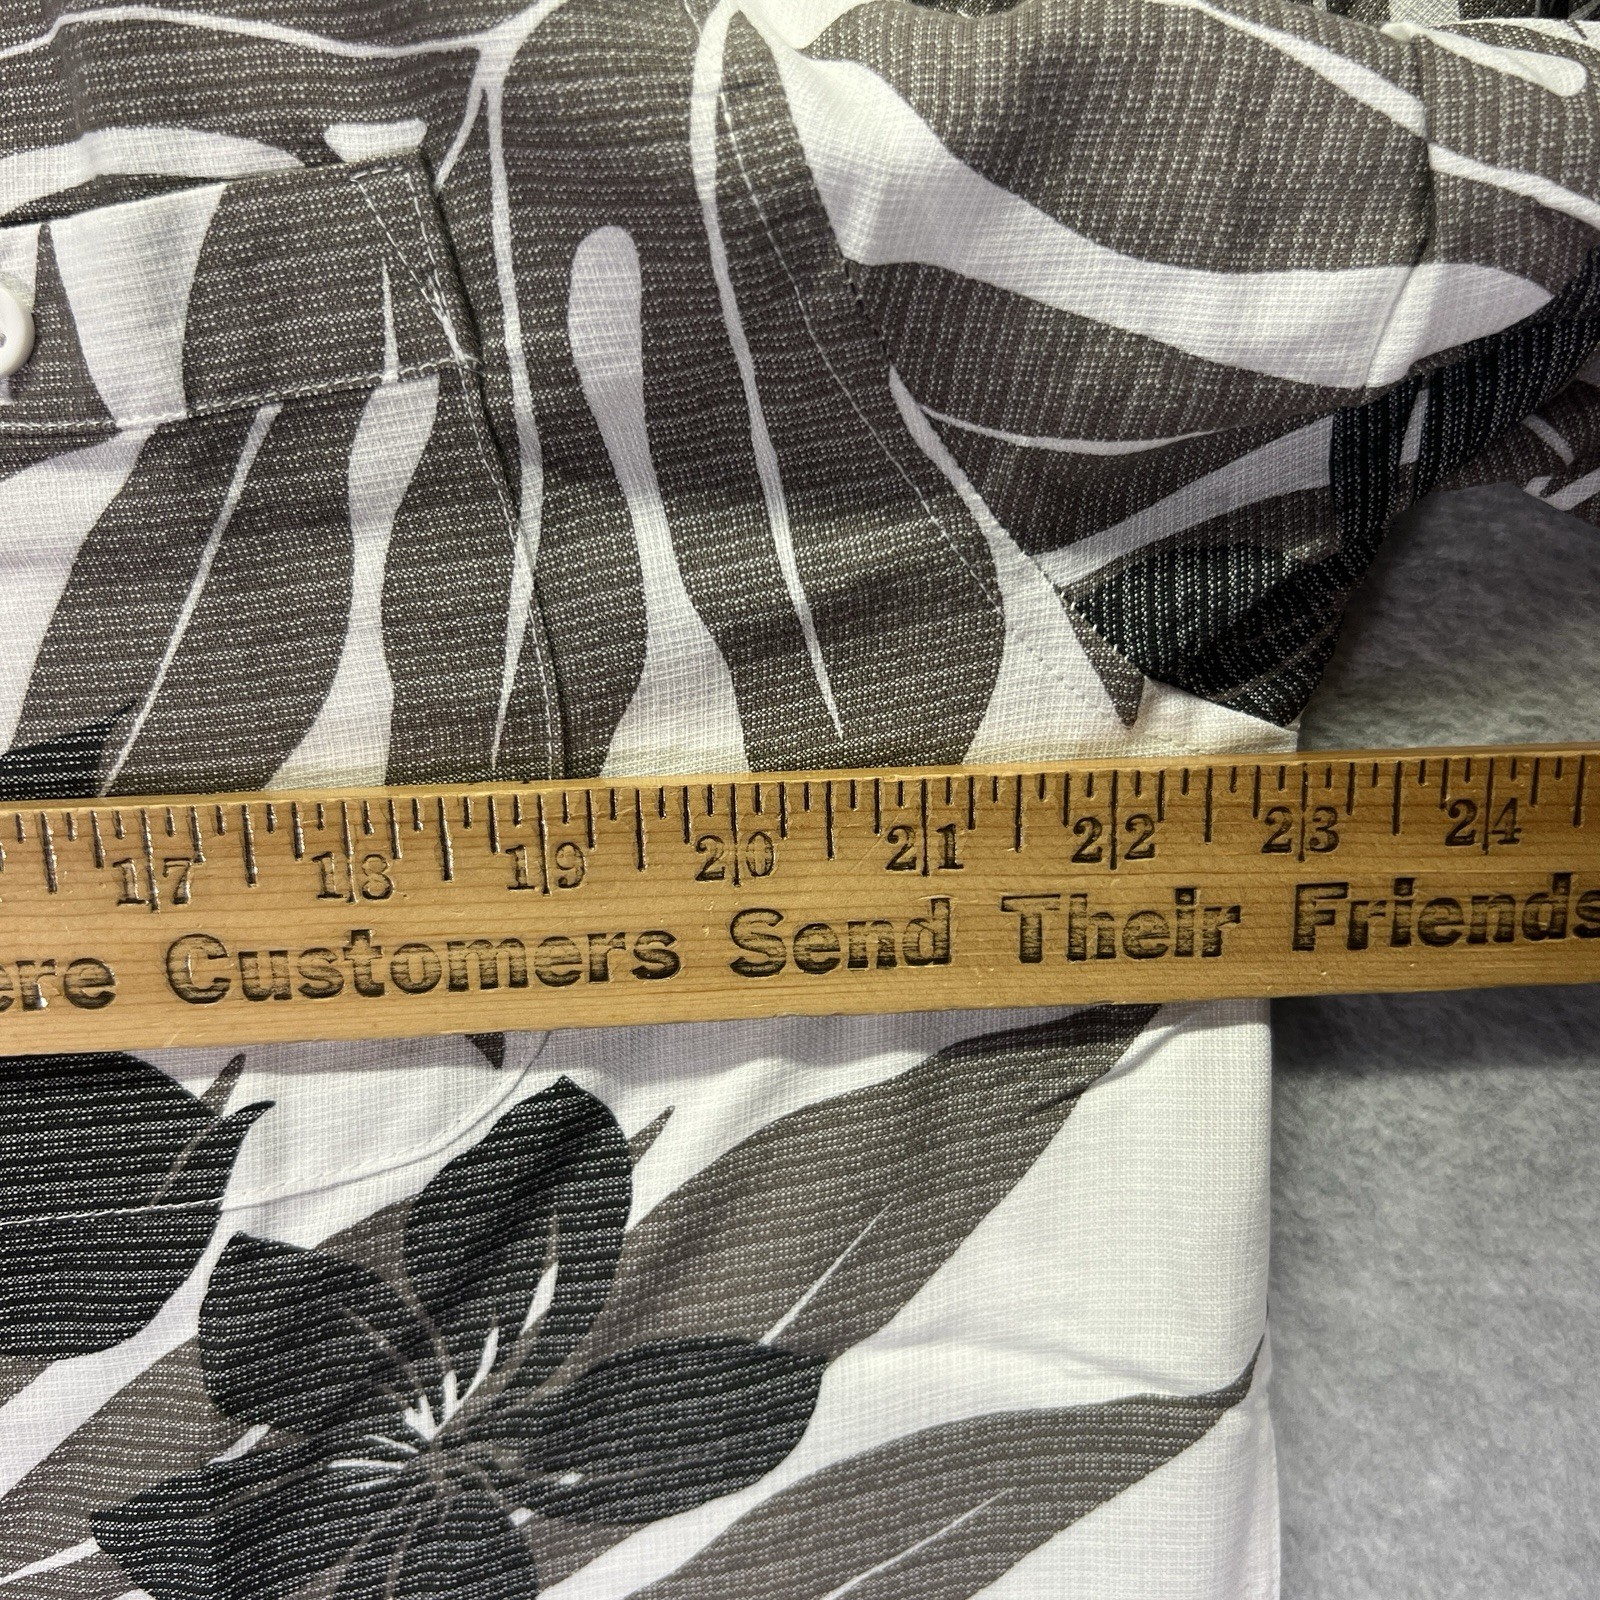 17 18 19 20 21 22 23 24
ere Customers Send Their Friends